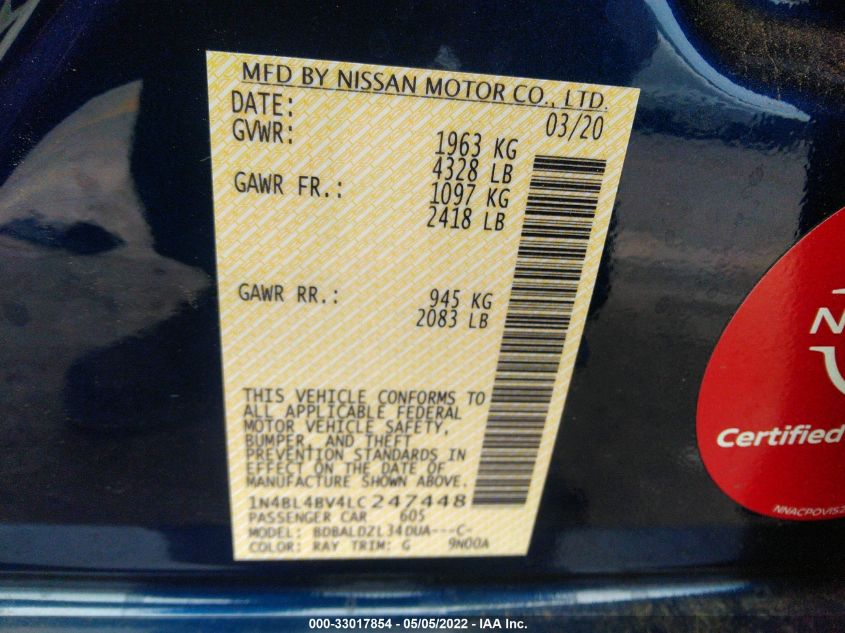 MFD BY NISSAN MOTOR CO., LTD.
DATE: 03/20
GVWR: 1963 KG
4328 LB
GAWR FR.: 1097 KG
2418 LB
GAWR RR.: 945 KG
2083 LB
THIS VEHICLE CONFORMS TO
ALL APPLICABLE FEDERAL
MOTOR VEHICLE SAFETY,
BUMPER, AND THEFT
PREVENTION STANDARDS IN
EFFECT ON THE DATE OF
MANUFACTURE SHOWN ABOVE.
1N4BL4BV4LC247448
PASSENGER CAR 605
MODEL: BDBALDZL34DUA---C-
COLOR: RAY TRIM: G 9N00A
Certified
000-33017854 - 05/05/2022 - IAA Inc.